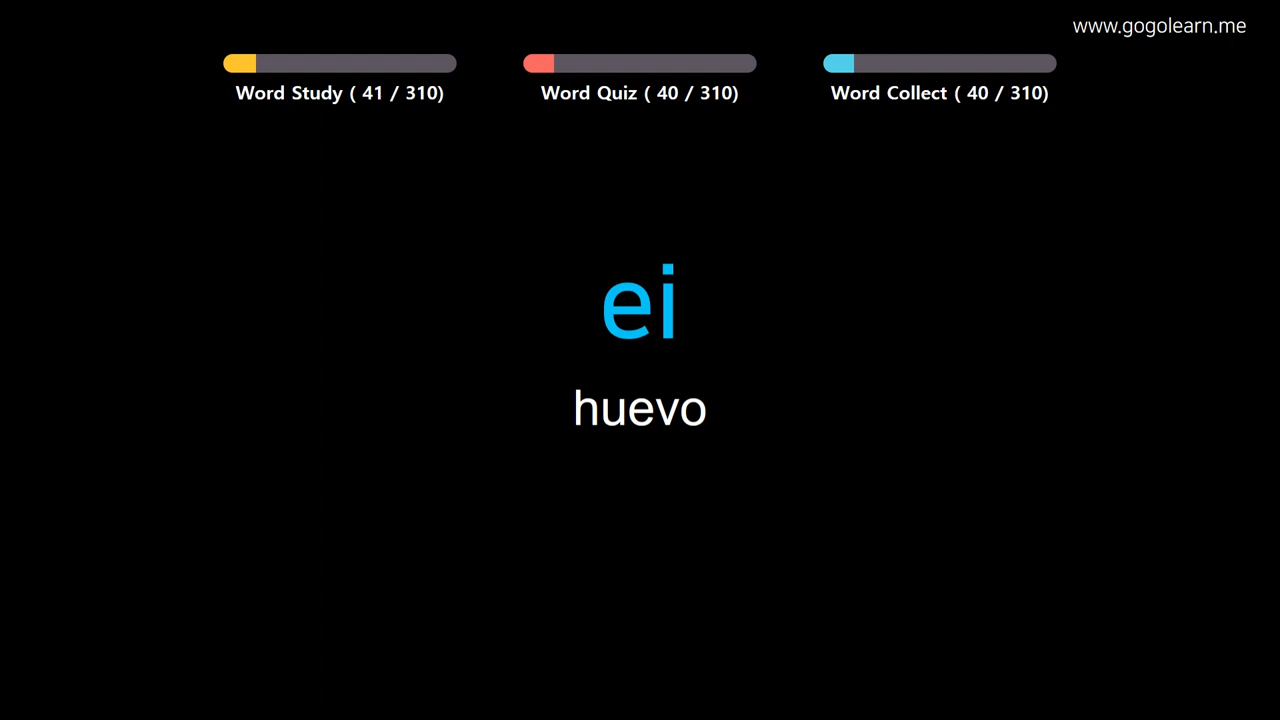 www.gogolearn.me
Word Study ( 41 / 310)
Word Quiz ( 40 / 310)
Word Collect ( 40 / 310)
ei
huevo